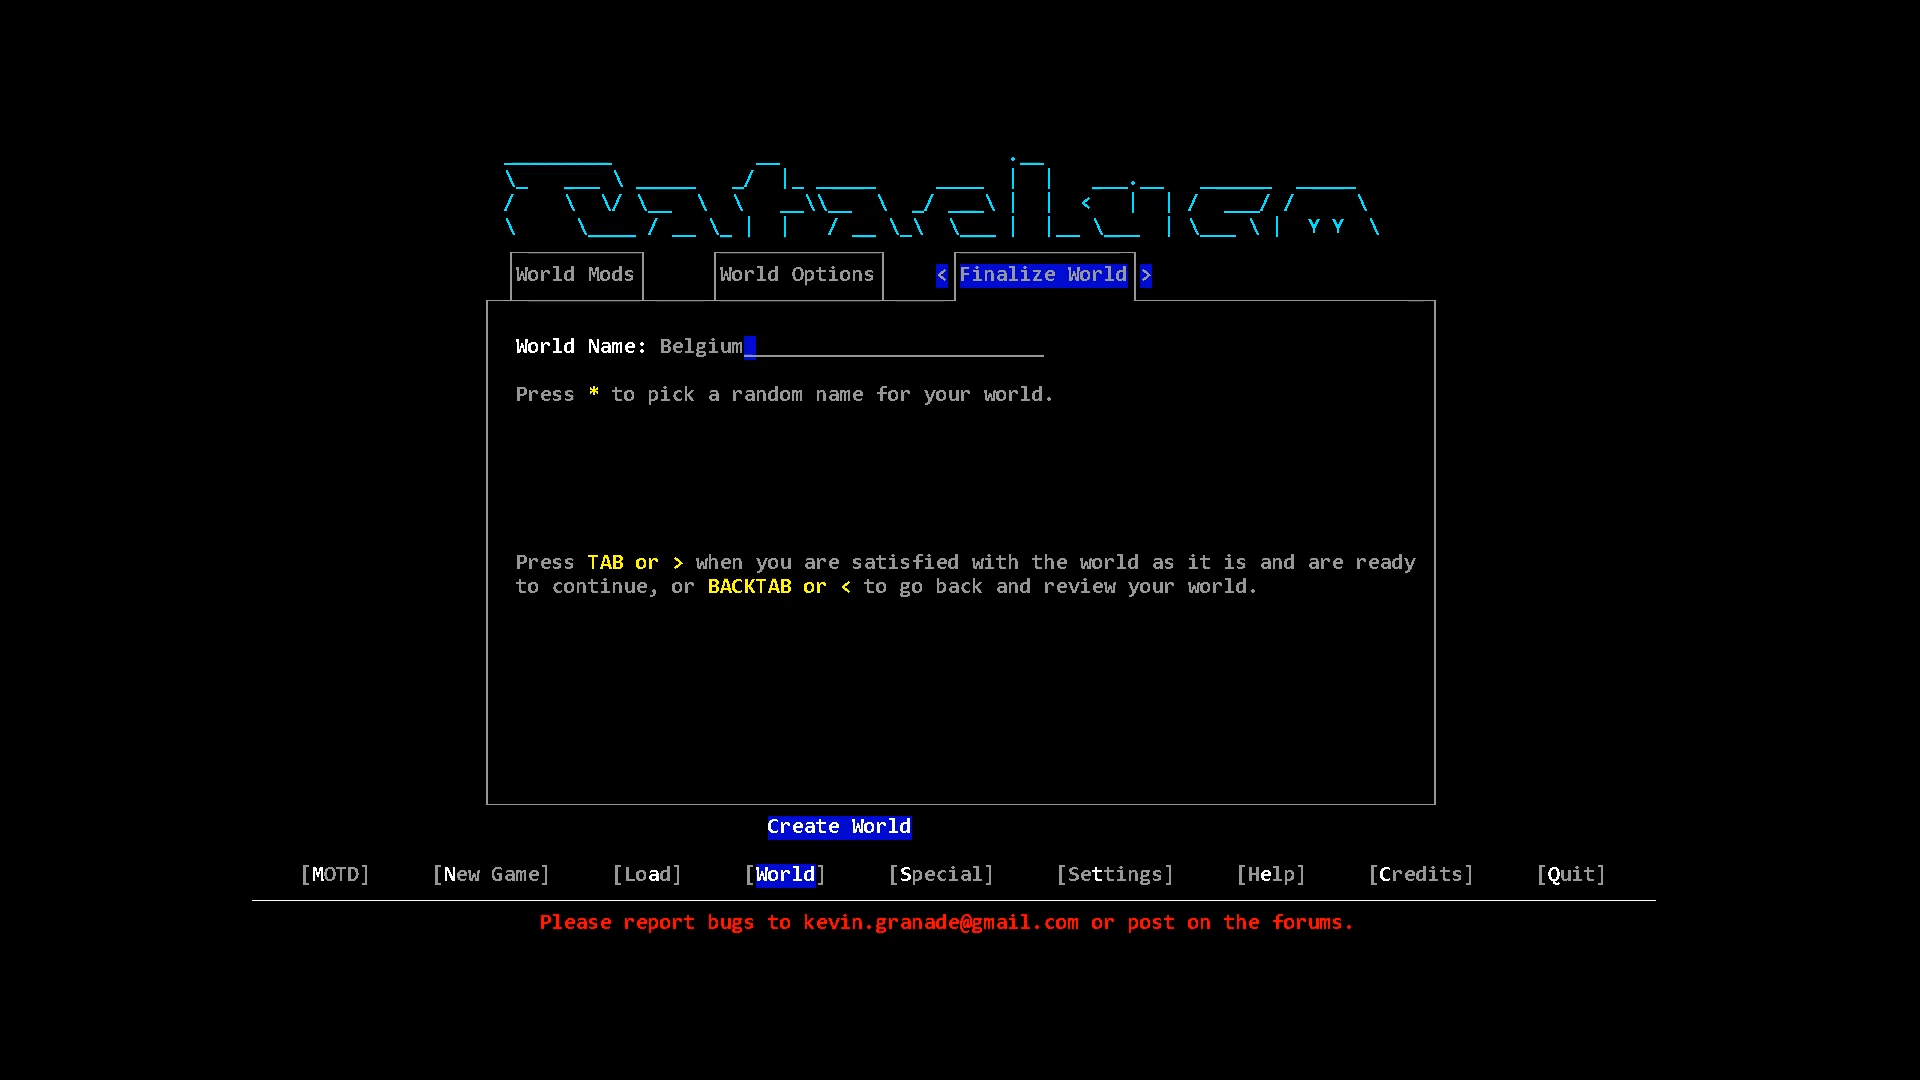 World Mods World Options < Finalize World >
World Name: Belgium
Press * to pick a random name for your world.
Press TAB or > when you are satisfied with the world as it is and are ready
to continue, or BACKTAB or < to go back and review your world.
Create World
[MOTD] [New Game] [Load] [World] [Special] [Settings] [Help] [Credits] [Quit]
Please report bugs to kevin.granade@gmail.com or post on the forums.